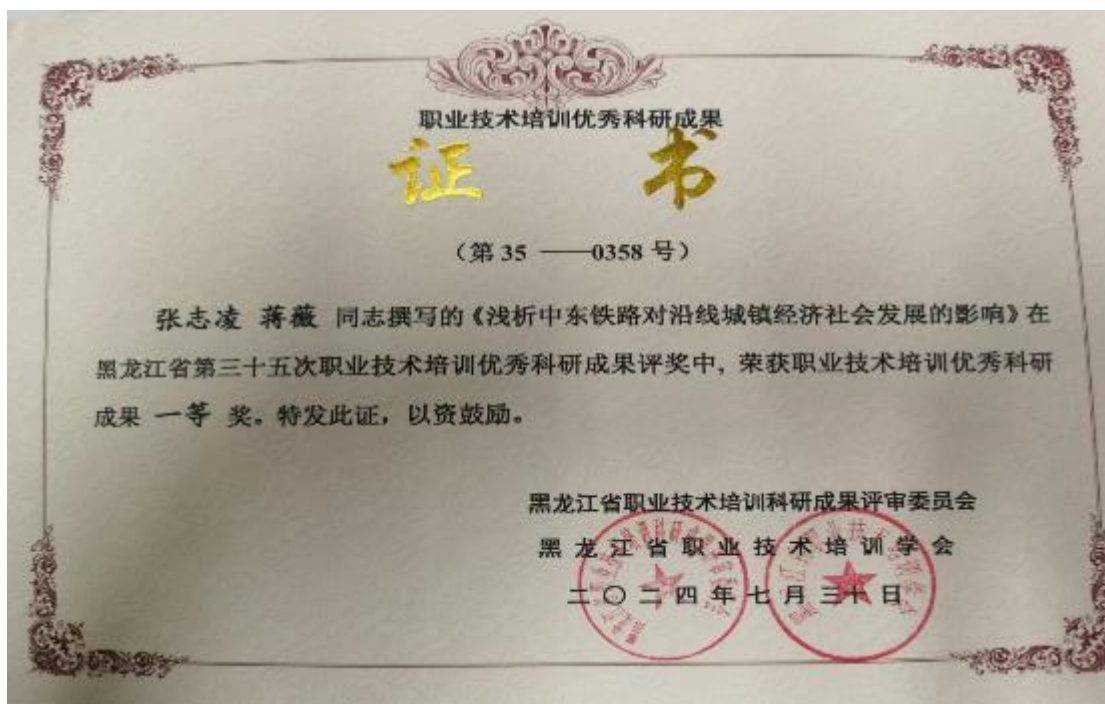 职业技术培训优秀科研成果
证 书
（第 35 ——0358 号）
张志凌 蒋薇 同志撰写的《浅析中东铁路对沿线城镇经济社会发展的影响》在
黑龙江省第三十五次职业技术培训优秀科研成果评奖中，荣获职业技术培训优秀科研
成果 一等 奖。特发此证，以资鼓励。
黑龙江省职业技术培训科研成果评审委员会
黑龙江省职业技术培训学会
二〇二四年七月三十日